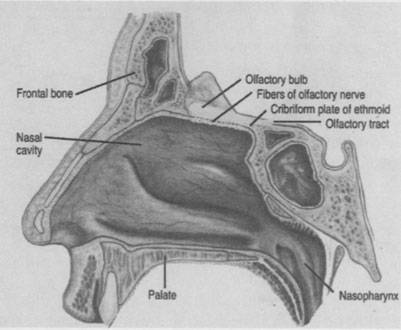 Olfactory bulb
Fibers of olfactory nerve
Cribriform plate of ethmoid
Olfactory tract
Frontal bone
Nasal
cavity
Palate
Nasopharynx